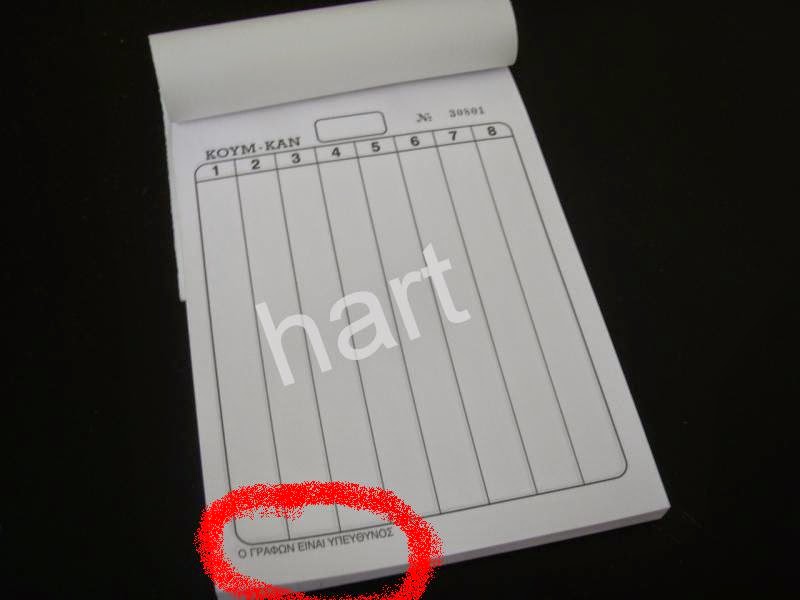 № 30801
ΚΟΥΜ-ΚΑΝ
1 2 3 4 5 6 7 8
hart
Ο ΓΡΑΦΩΝ ΕΙΝΑΙ ΥΠΕΥΘΥΝΟΣ